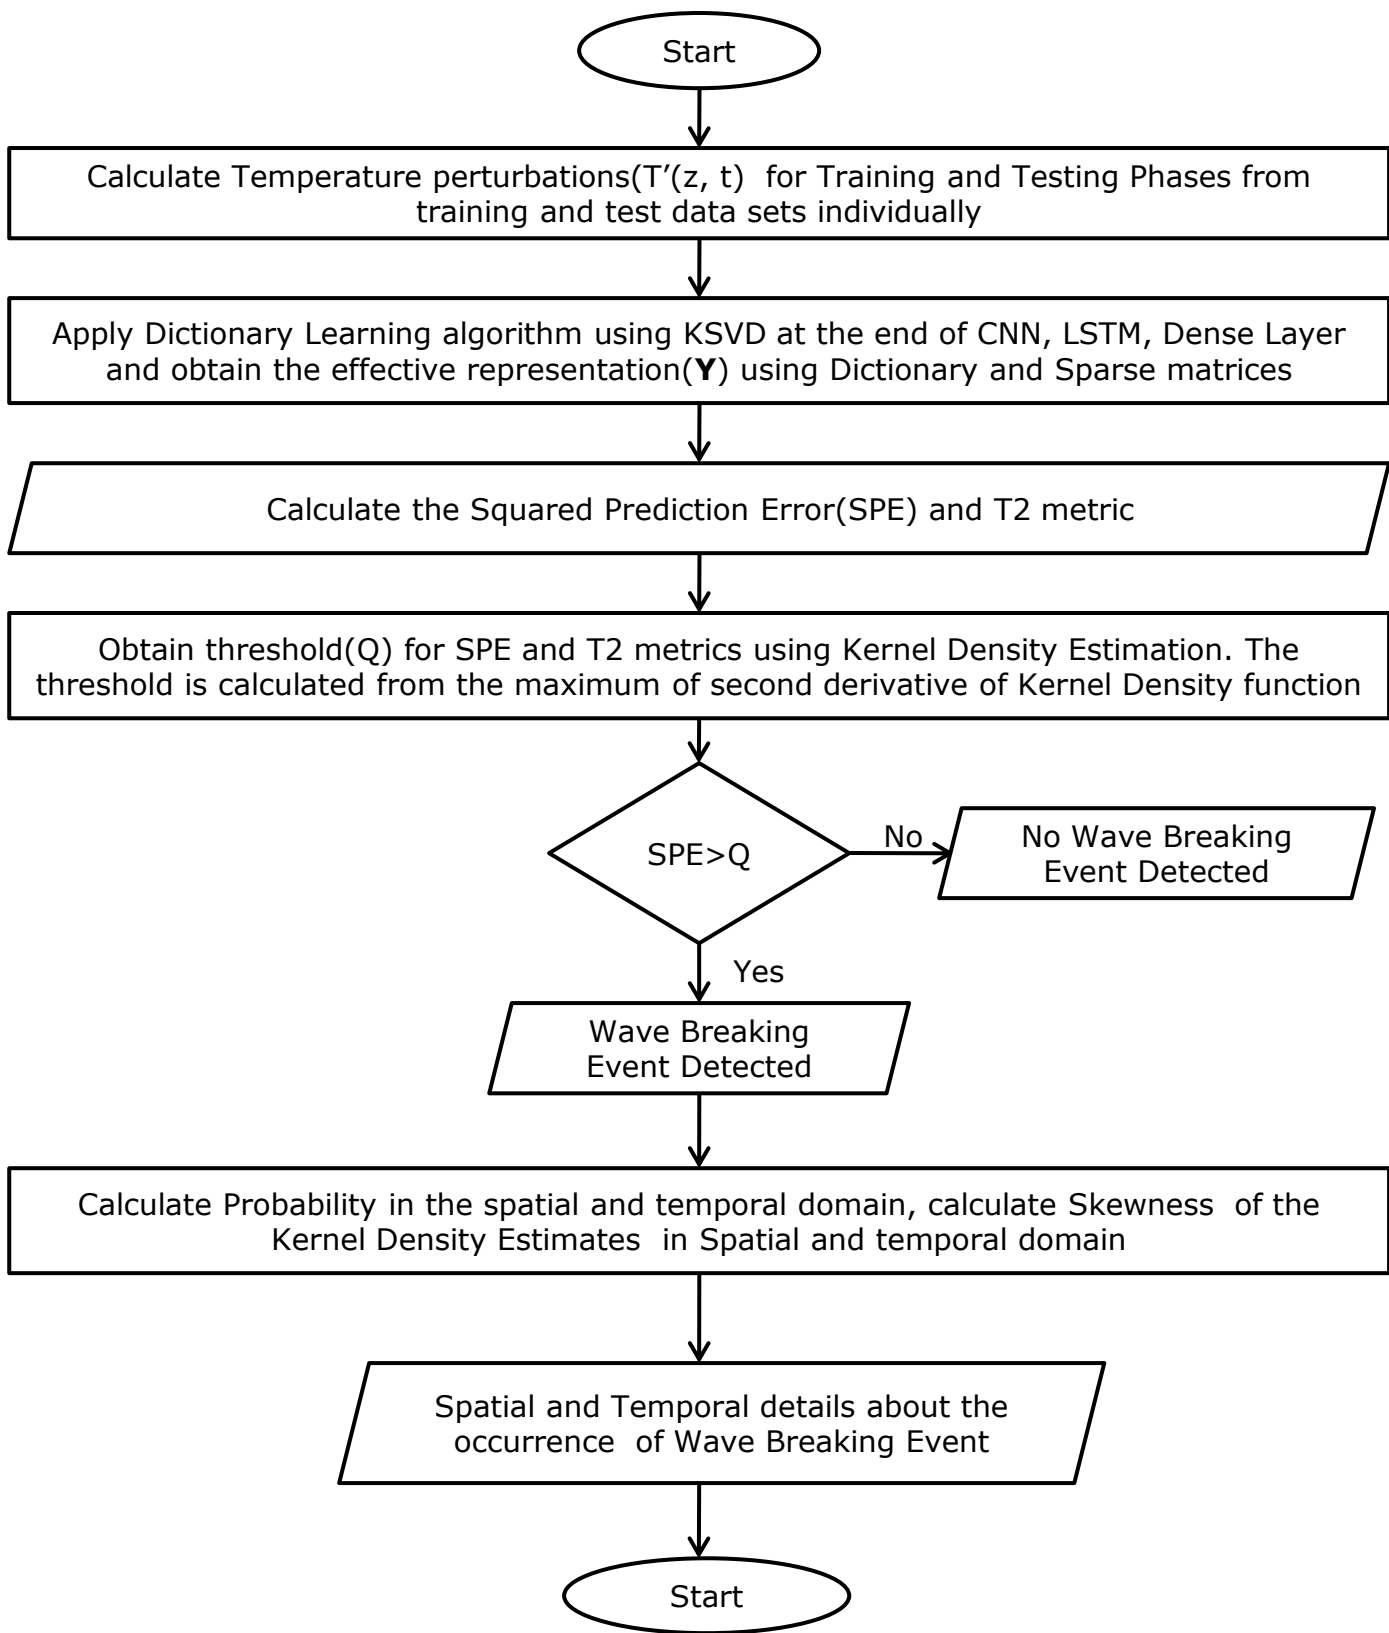 Start
Calculate Temperature perturbations(T’(z, t)  for Training and Testing Phases from
training and test data sets individually
Apply Dictionary Learning algorithm using KSVD at the end of CNN, LSTM, Dense Layer
and obtain the effective representation(Y) using Dictionary and Sparse matrices
Calculate the Squared Prediction Error(SPE) and T2 metric
Obtain threshold(Q) for SPE and T2 metrics using Kernel Density Estimation. The
threshold is calculated from the maximum of second derivative of Kernel Density function
SPE>Q
No
No Wave Breaking
Event Detected
Yes
Wave Breaking
Event Detected
Calculate Probability in the spatial and temporal domain, calculate Skewness  of the
Kernel Density Estimates  in Spatial and temporal domain
Spatial and Temporal details about the
occurrence  of Wave Breaking Event
Start